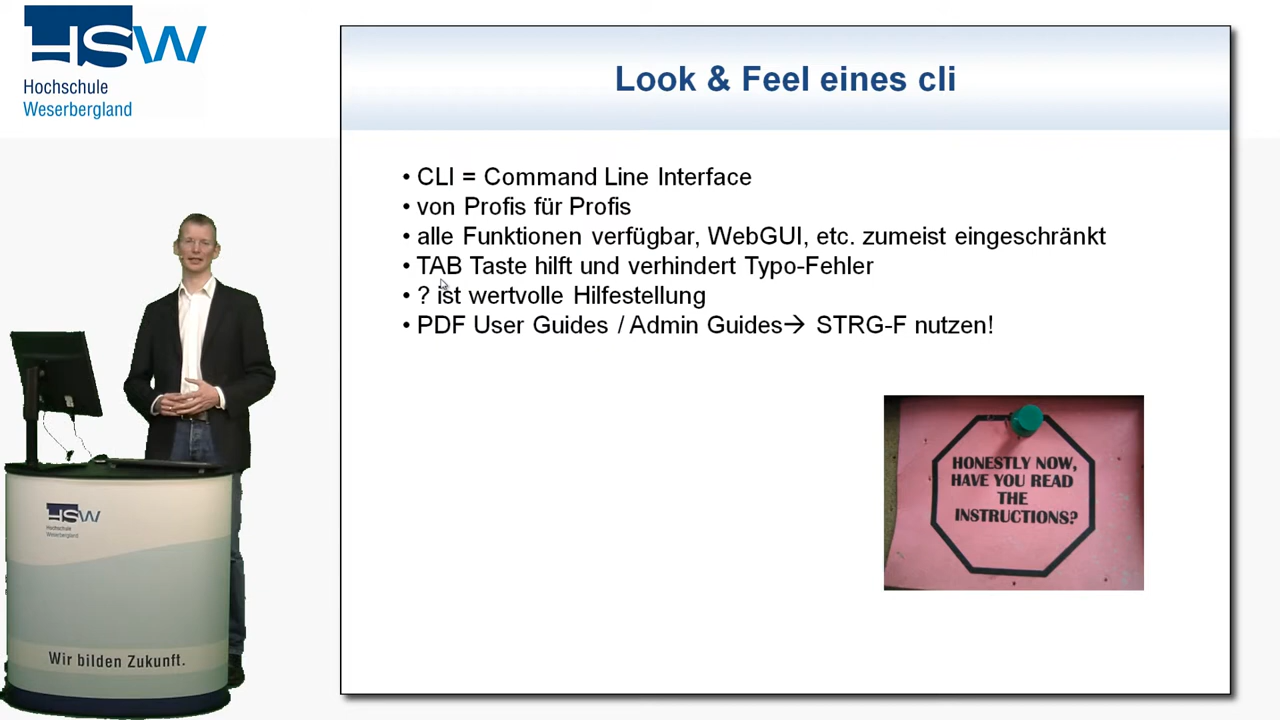 HSW
Hochschule
Weserbergland
Look & Feel eines cli
• CLI = Command Line Interface
• von Profis für Profis
• alle Funktionen verfügbar, WebGUI, etc. zumeist eingeschränkt
• TAB Taste hilft und verhindert Typo-Fehler
• ? ist wertvolle Hilfestellung
• PDF User Guides / Admin Guides→ STRG-F nutzen!
HONESTLY NOW,
HAVE YOU READ
THE
INSTRUCTIONS?
HSW
Hochschule
Weserbergland
Wir bilden Zukunft.